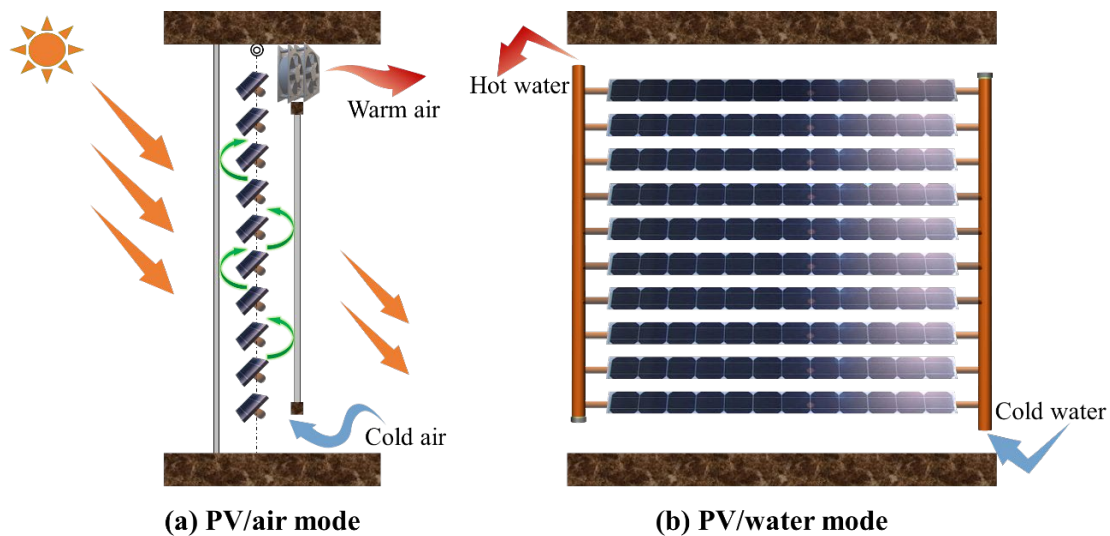 Warm air
Cold air
(a) PV/air mode
Hot water
Cold water
(b) PV/water mode